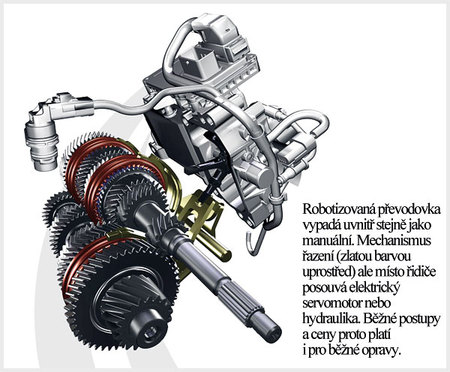 Robotizovaná převodovka
vypadá uvnitř stejně jako
manuální. Mechanismus
řazení (zlatou barvou
uprostřed) ale místo řidiče
posouvá elektrický
servomotor nebo
hydraulika. Běžné postupy
a ceny proto platí
i pro běžné opravy.